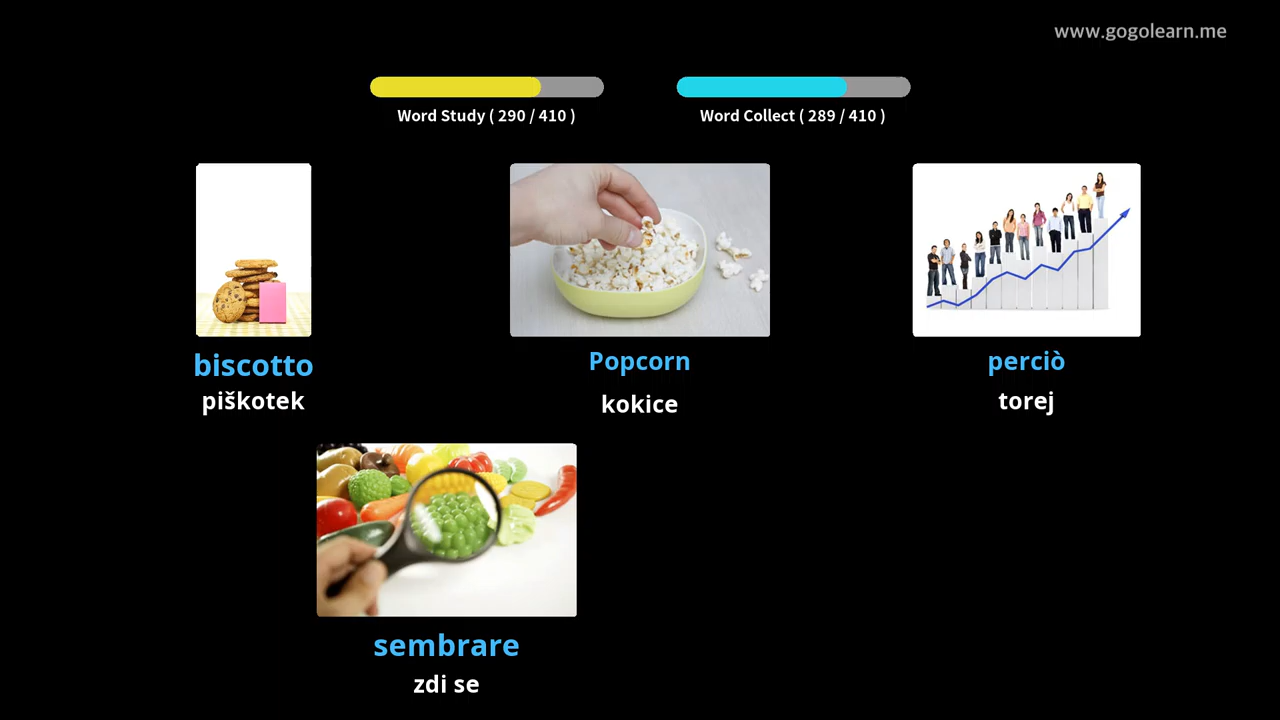 www.gogolearn.me
Word Study ( 290 / 410 )
Word Collect ( 289 / 410 )
biscotto
piškotek
Popcorn
kokice
perciò
torej
sembrare
zdi se